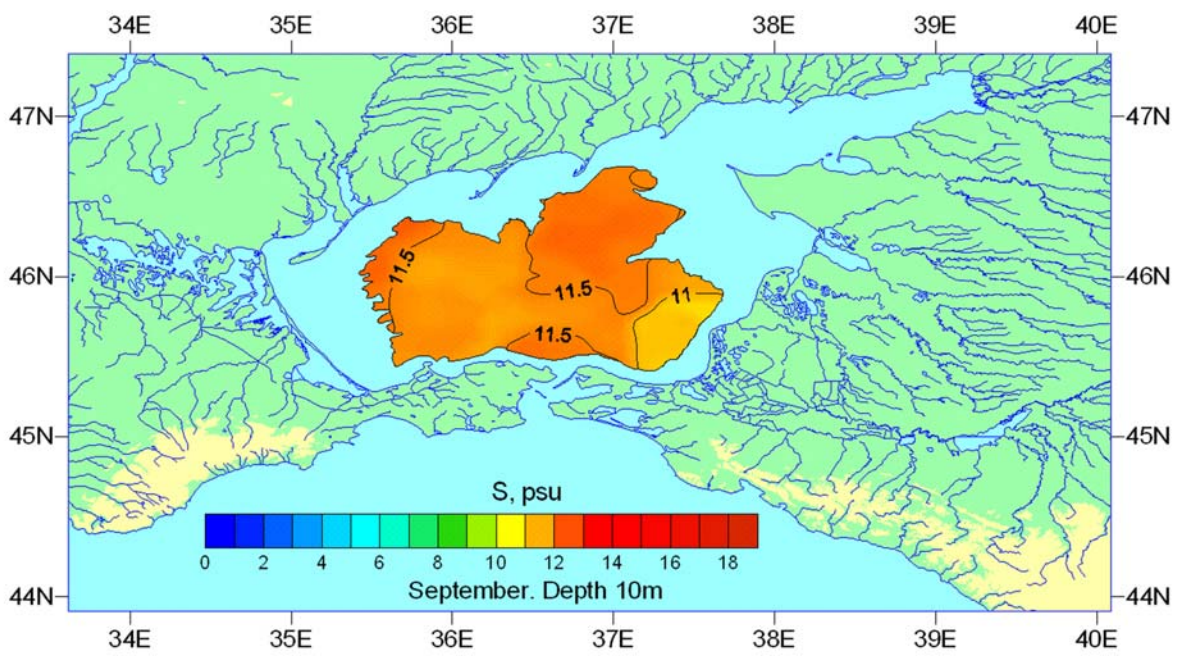 34E 35E 36E 37E 38E 39E 40E
47N 47N
11.5
46N 46N
11.5 11
11.5
45N 45N
S, psu
0 2 4 6 8 10 12 14 16 18
September. Depth 10m
44N 44N
34E 35E 36E 37E 38E 39E 40E